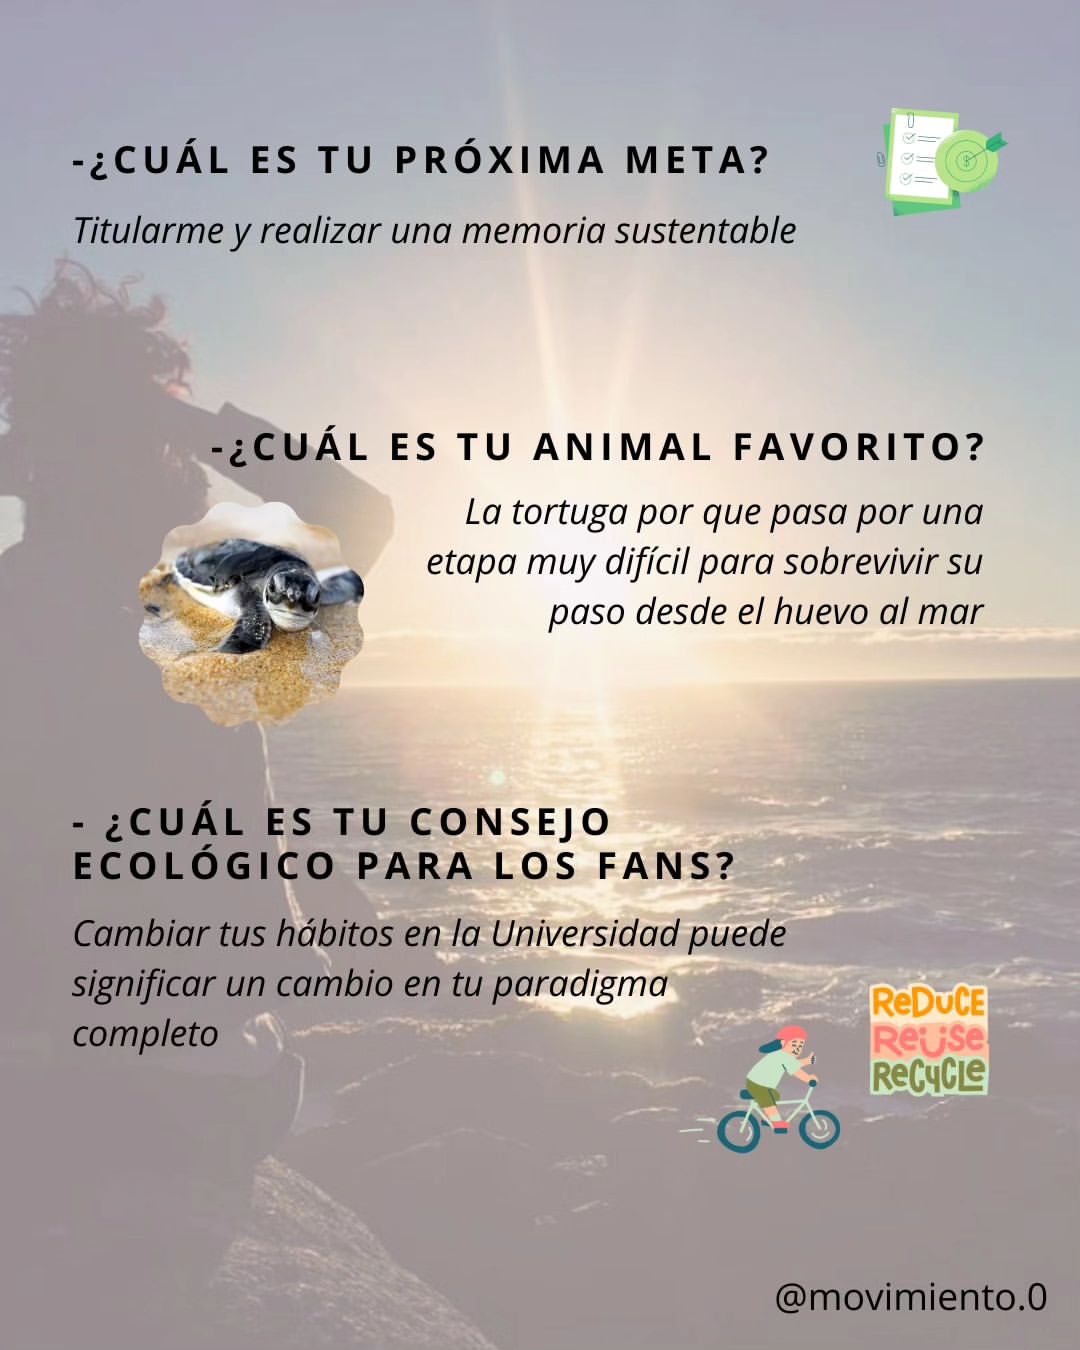 -¿CUÁL ES TU PRÓXIMA META?
Titularme y realizar una memoria sustentable
-¿CUÁL ES TU ANIMAL FAVORITO?
La tortuga por que pasa por una
etapa muy difícil para sobrevivir su
paso desde el huevo al mar
- ¿CUÁL ES TU CONSEJO
ECOLÓGICO PARA LOS FANS?
Cambiar tus hábitos en la Universidad puede
significar un cambio en tu paradigma
completo
ReDuCE
ReUse
ReCyCLe
@movimiento.0